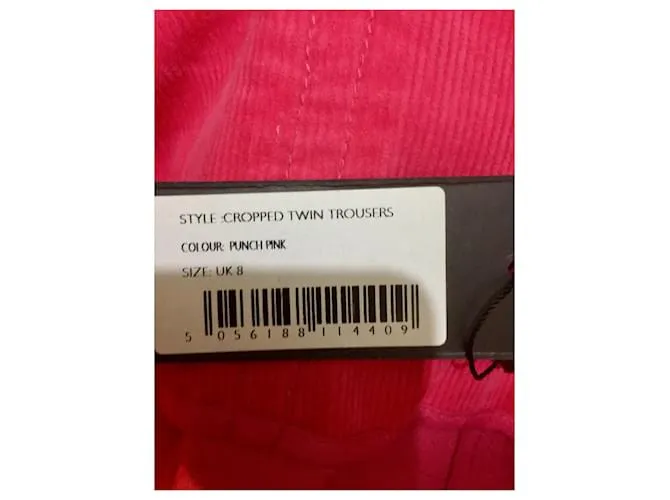 STYLE :CROPPED TWIN TROUSERS
COLOUR: PUNCH PINK
SIZE: UK 8
5 056188 114409